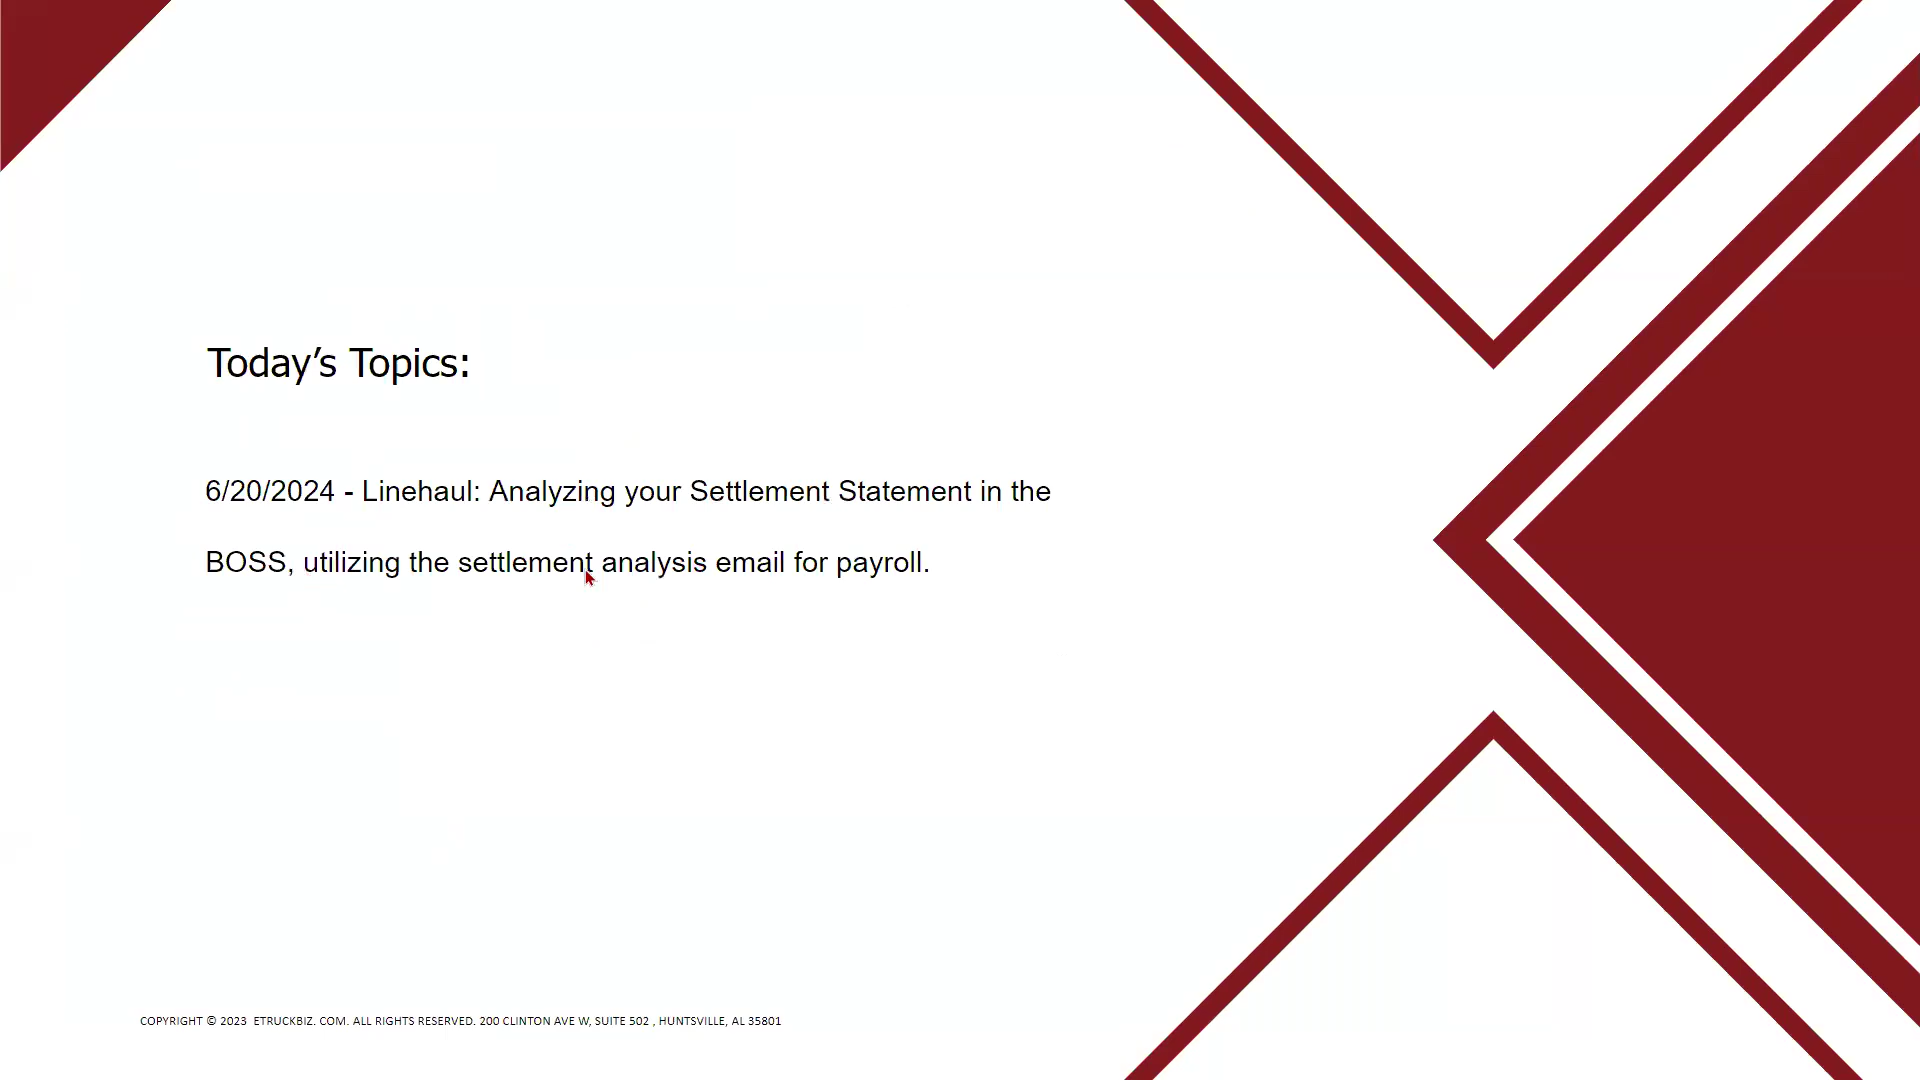 Today’s Topics:
6/20/2024 - Linehaul: Analyzing your Settlement Statement in the
BOSS, utilizing the settlement analysis email for payroll.
COPYRIGHT © 2023 ETRUCKBIZ. COM. ALL RIGHTS RESERVED. 200 CLINTON AVE W, SUITE 502 , HUNTSVILLE, AL 35801